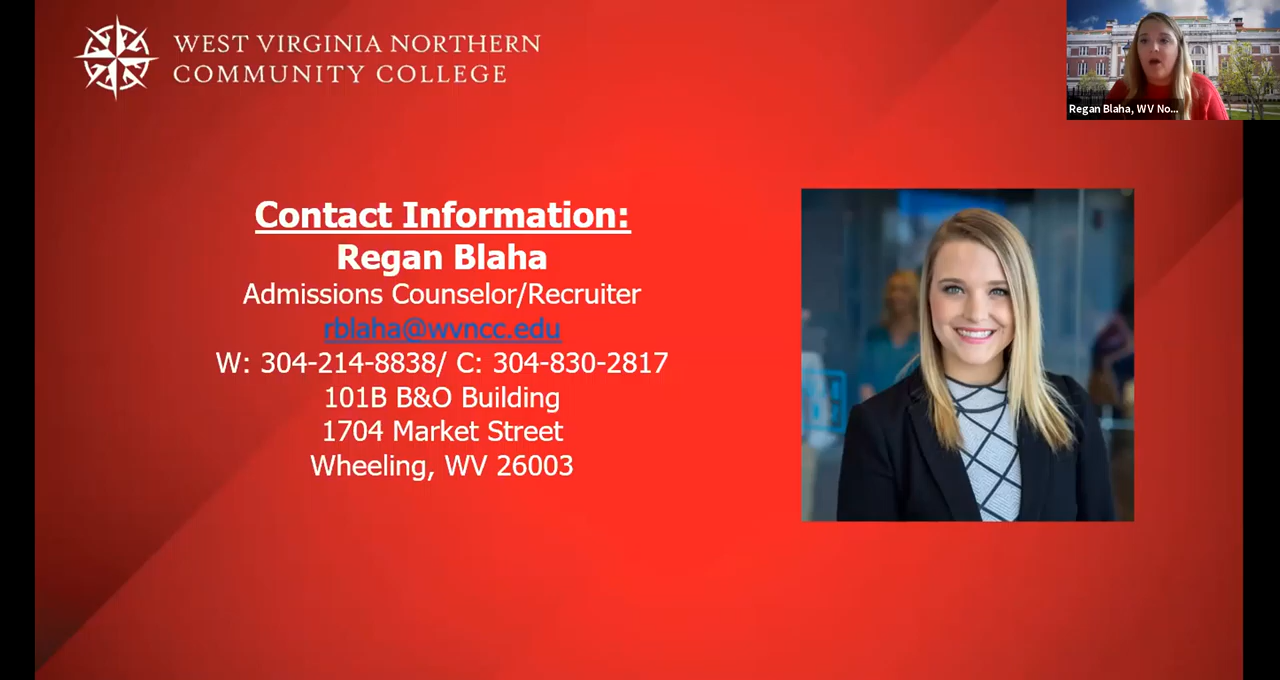 WEST VIRGINIA NORTHERN
COMMUNITY COLLEGE
Regan Blaha, WV No...
Contact Information:
Regan Blaha
Admissions Counselor/Recruiter
rblaha@wvncc.edu
W: 304-214-8838/ C: 304-830-2817
101B B&O Building
1704 Market Street
Wheeling, WV 26003